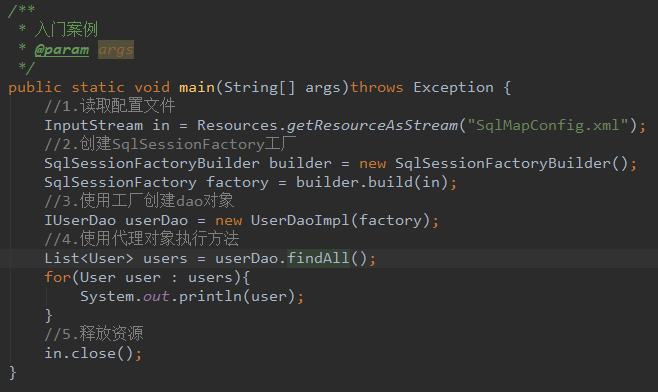 /**
 * 入门案例
 * @param args
 */
public static void main(String[] args)throws Exception {
    //1.读取配置文件
    InputStream in = Resources.getResourceAsStream("SqlMapConfig.xml");
    //2.创建SqlSessionFactory工厂
    SqlSessionFactoryBuilder builder = new SqlSessionFactoryBuilder();
    SqlSessionFactory factory = builder.build(in);
    //3.使用工厂创建dao对象
    IUserDao userDao = new UserDaoImpl(factory);
    //4.使用代理对象执行方法
    List<User> users = userDao.findAll();
    for(User user : users){
        System.out.println(user);
    }
    //5.释放资源
    in.close();
}